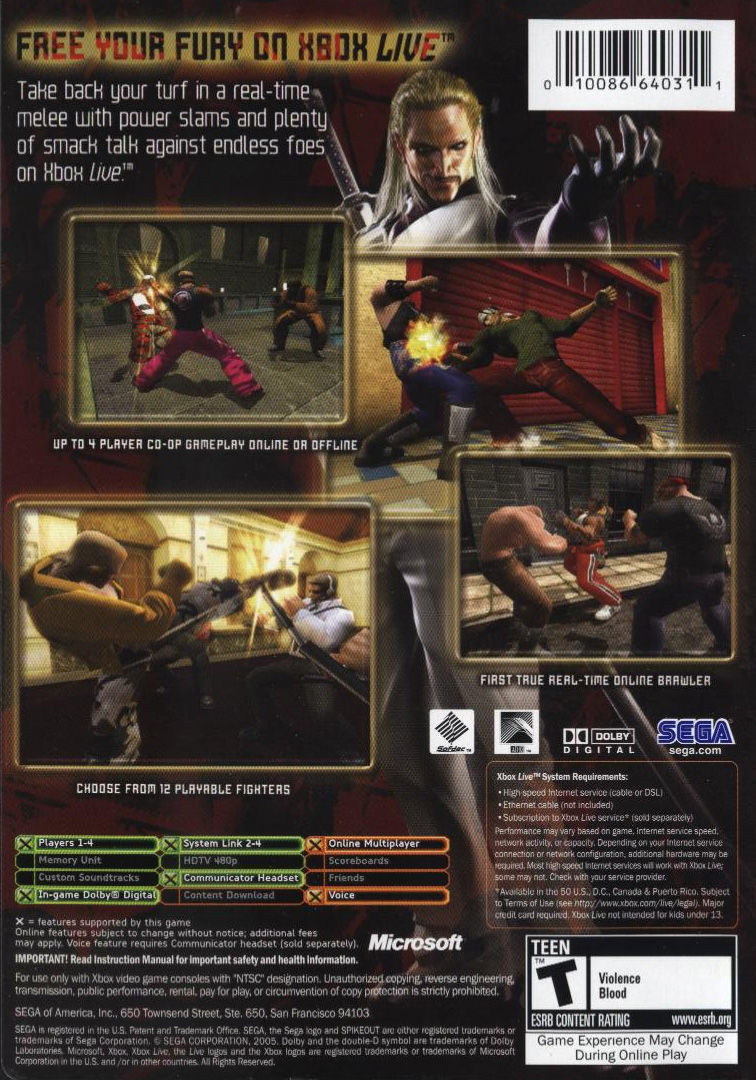 FREE YOUR FURY ON XBOX LIVE™
Take back your turf in a real-time
melee with power slams and plenty
of smack talk against endless foes
on Xbox Live.™
0 10086 64031 1
UP TO 4 PLAYER CO-OP GAMEPLAY ONLINE OR OFFLINE
FIRST TRUE REAL-TIME ONLINE BRAWLER
CHOOSE FROM 12 PLAYABLE FIGHTERS
Sofdec™
ADX™
DOLBY
DIGITAL
SEGA®
sega.com
Xbox Live™ System Requirements:
• High-speed Internet service (cable or DSL)
• Ethernet cable (not included)
• Subscription to Xbox Live service* (sold separately)
Performance may vary based on game, Internet service speed,
network activity, or capacity. Depending on your Internet service
connection or network configuration, additional hardware may be
required. Most high speed Internet services will work with Xbox Live;
some may not. Check with your service provider.
*Available in the 50 U.S., D.C., Canada & Puerto Rico. Subject
to Terms of Use (see http://www.xbox.com/live/legal). Major
credit card required. Xbox Live not intended for kids under 13.
Players 1-4
System Link 2-4
Online Multiplayer
Memory Unit
HDTV 480p
Scoreboards
Custom Soundtracks
Communicator Headset
Friends
In-game Dolby® Digital
Content Download
Voice
X = features supported by this game
Online features subject to change without notice; additional fees
may apply. Voice feature requires Communicator headset (sold separately).
Microsoft
IMPORTANT! Read Instruction Manual for important safety and health information.
For use only with Xbox video game consoles with "NTSC" designation. Unauthorized copying, reverse engineering,
transmission, public performance, rental, pay for play, or circumvention of copy protection is strictly prohibited.
SEGA of America, Inc., 650 Townsend Street, Ste. 650, San Francisco 94103
SEGA is registered in the U.S. Patent and Trademark Office. SEGA, the Sega logo and SPIKEOUT are either registered trademarks or
trademarks of Sega Corporation. © SEGA CORPORATION, 2005. Dolby and the double-D symbol are trademarks of Dolby
Laboratories. Microsoft, Xbox, Xbox Live, the Live logos and the Xbox logos are registered trademarks or trademarks of Microsoft
Corporation in the U.S. and /or in other countries. All Rights Reserved.
TEEN
T™
Violence
Blood
ESRB CONTENT RATING www.esrb.org
Game Experience May Change
During Online Play